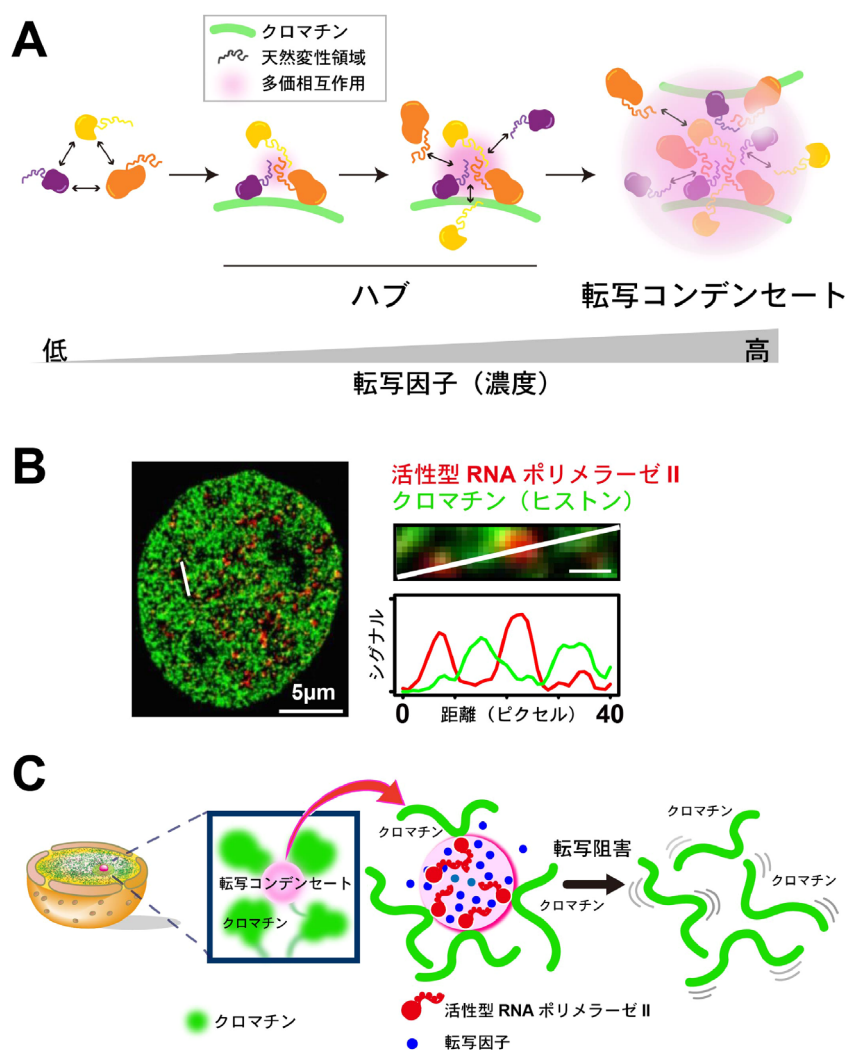 A
クロマチン
天然変性領域
多価相互作用
ハブ
転写コンデンセート
低
高
転写因子（濃度）
B
活性型 RNA ポリメラーゼ II
クロマチン（ヒストン）
5μm
シグナル
0
距離（ピクセル）
40
C
転写コンデンセート
クロマチン
クロマチン
クロマチン
転写阻害
クロマチン
クロマチン
クロマチン
活性型 RNA ポリメラーゼ II
転写因子